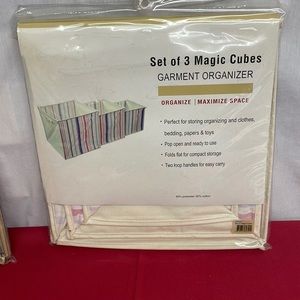 Set of 3 Magic Cubes
GARMENT ORGANIZER
ORGANIZE | MAXIMIZE SPACE
• Perfect for storing organizing and clothes,
bedding, papers & toys
• Pop open and ready to use
• Folds flat for compact storage
• Two loop handles for easy carry